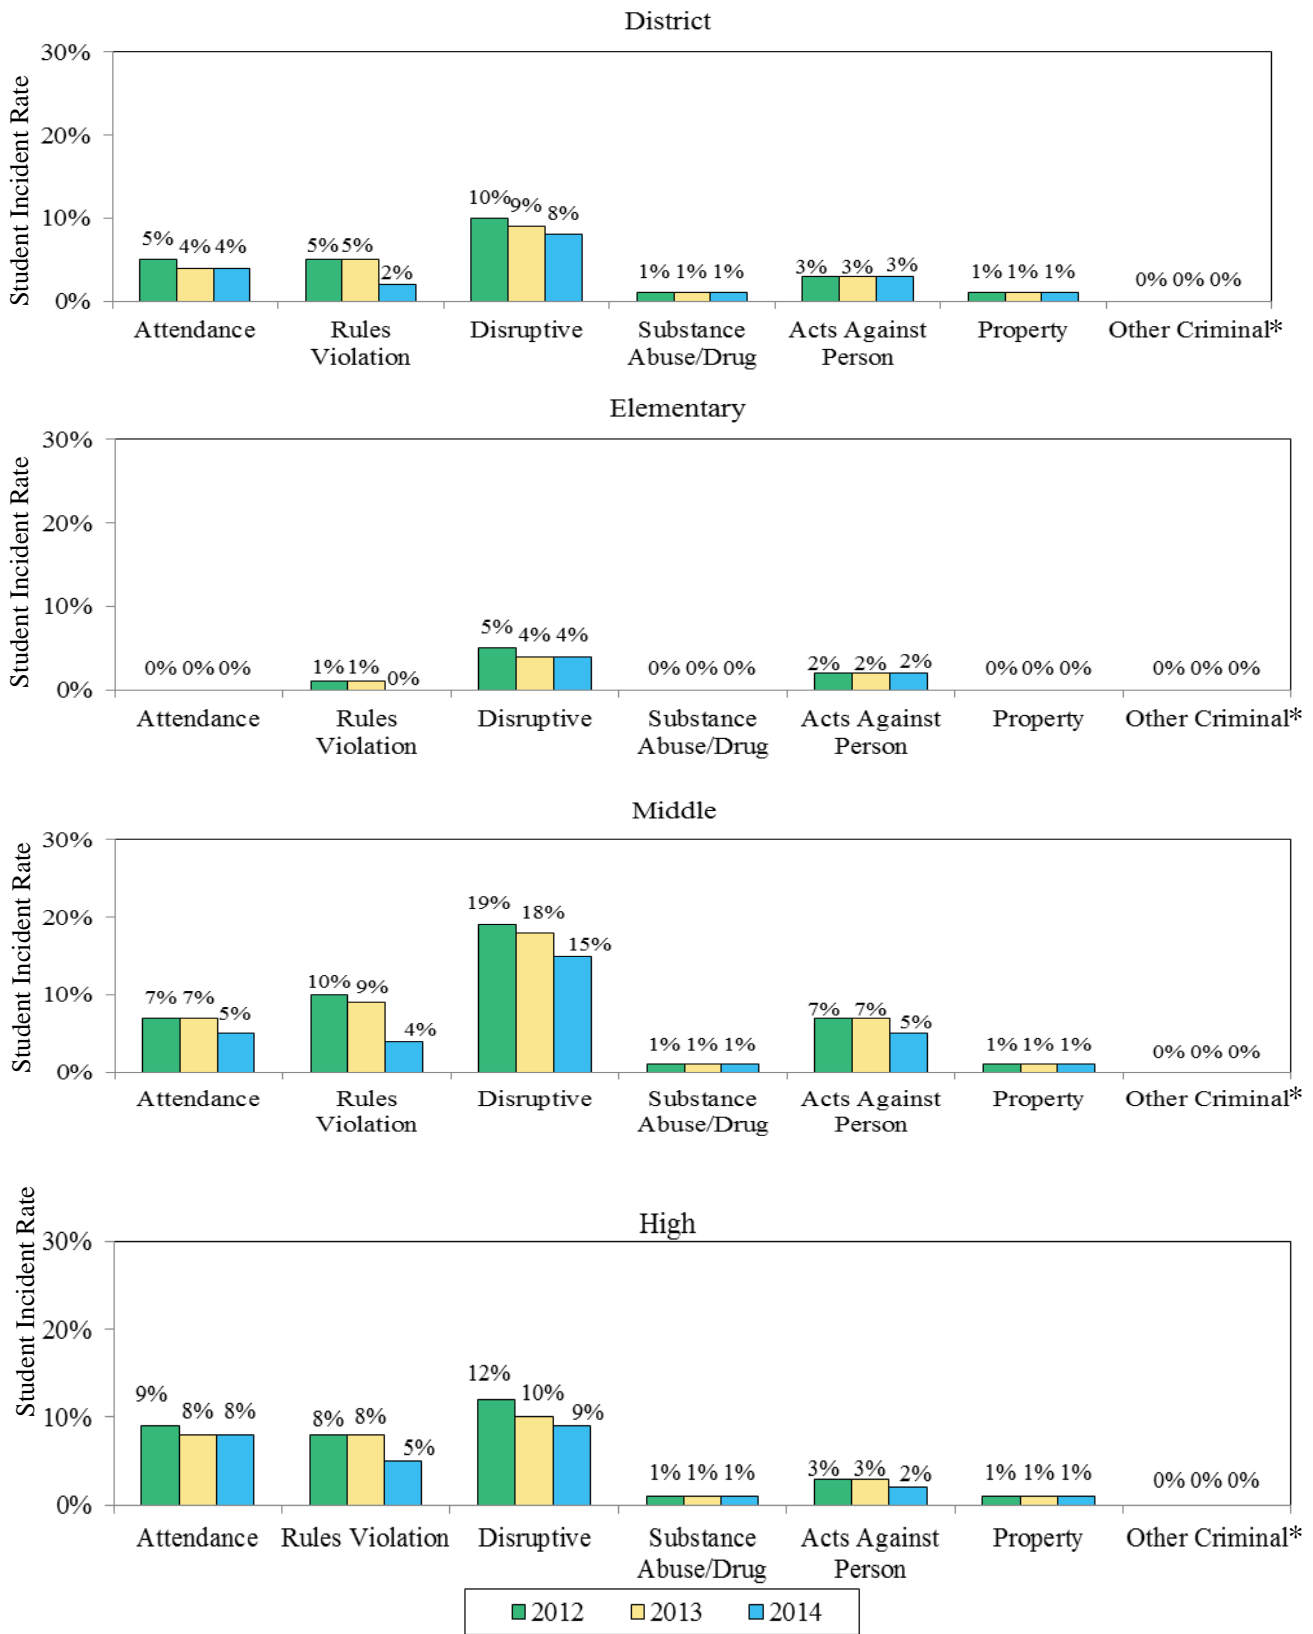 District
Student Incident Rate
30%
20%
10%
0%
5% 4% 4%
5% 5% 2%
10% 9% 8%
1% 1% 1%
3% 3% 3%
1% 1% 1%
0% 0% 0%
Attendance
Rules
Violation
Disruptive
Substance
Abuse/Drug
Acts Against
Person
Property
Other Criminal*
Elementary
Student Incident Rate
30%
20%
10%
0%
0% 0% 0%
1% 1% 0%
5% 4% 4%
0% 0% 0%
2% 2% 2%
0% 0% 0%
0% 0% 0%
Attendance
Rules
Violation
Disruptive
Substance
Abuse/Drug
Acts Against
Person
Property
Other Criminal*
Middle
Student Incident Rate
30%
20%
10%
0%
7% 7% 5%
10% 9% 4%
19% 18% 15%
1% 1% 1%
7% 7% 5%
1% 1% 1%
0% 0% 0%
Attendance
Rules
Violation
Disruptive
Substance
Abuse/Drug
Acts Against
Person
Property
Other Criminal*
High
Student Incident Rate
30%
20%
10%
0%
9% 8% 8%
8% 8% 5%
12% 10% 9%
1% 1% 1%
3% 3% 2%
1% 1% 1%
0% 0% 0%
Attendance
Rules Violation
Disruptive
Substance
Abuse/Drug
Acts Against
Person
Property
Other Criminal*
2012 2013 2014